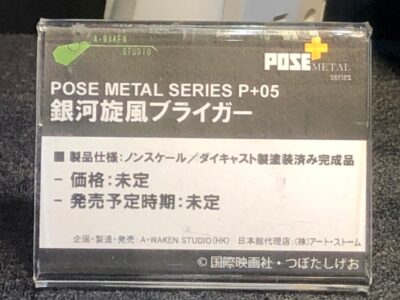 A・WAKEN
STUDIO
POSE+METAL
series
POSE METAL SERIES P+05
銀河旋風ブライガー
■ 製品仕様:ノンスケール／ダイキャスト製塗装済み完成品
- 価格:未定
- 発売予定時期:未定
企画・製造・発売:A・WAKEN STUDIO(HK) 日本総代理店:(株)アート・ストーム
©国際映画社・つぼたしげお